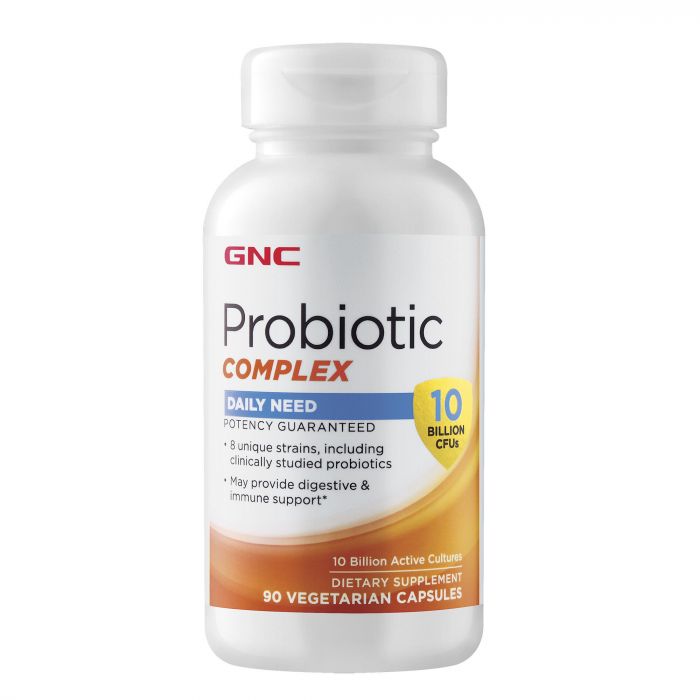 GNC
Probiotic
COMPLEX
DAILY NEED
POTENCY GUARANTEED
• 8 unique strains, including
clinically studied probiotics
• May provide digestive &
immune support*
10
BILLION
CFUs
10 Billion Active Cultures
DIETARY SUPPLEMENT
90 VEGETARIAN CAPSULES